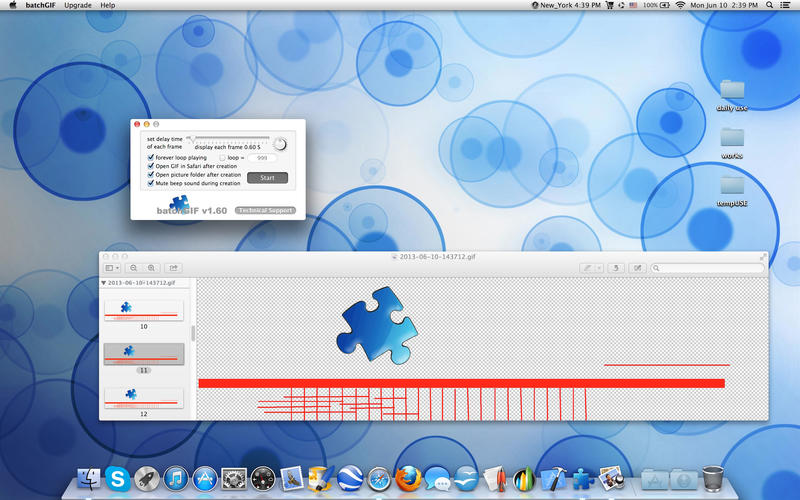 batchGIF Upgrade Help
New_York 4:39 PM 100% Mon Jun 10 2:39 PM
daily use
works
tempUSE
set delay time
of each frame
display each frame 0.60 S
forever loop playing loop = 999
Open GIF in Safari after creation
Open picture folder after creation
Start
Mute beep sound during creation
batchGIF v1.60 Technical Support
2013-06-10-143712.gif
2013-06-10-143712.gif
10
11
12